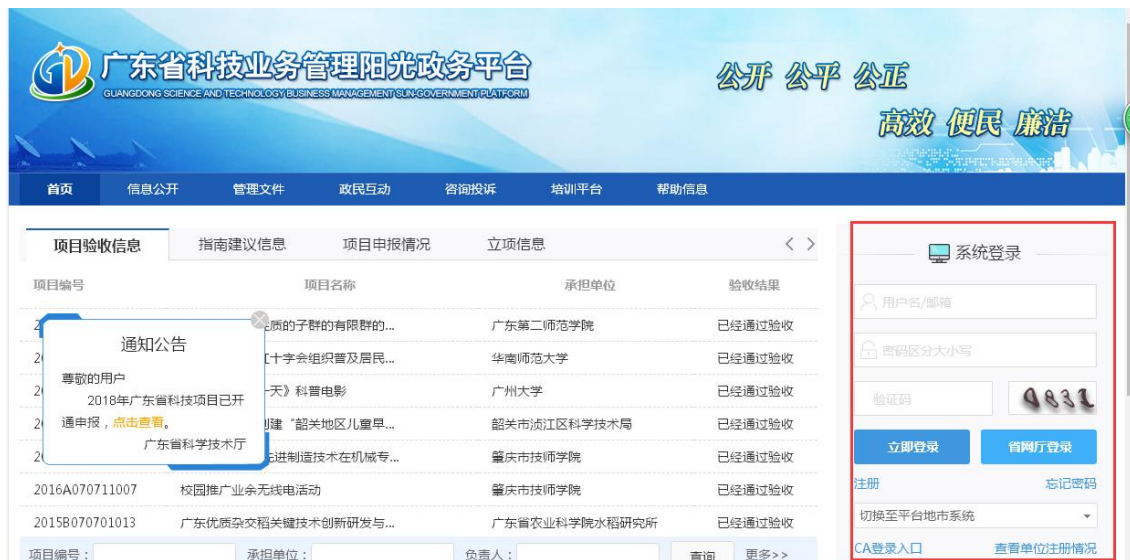 广东省科技业务管理阳光政务平台
GUANGDONG SCIENCE AND TECHNOLOGY BUSINESS MANAGEMENT SUN-GOVERNMENT PLATFORM
公开 公平 公正
高效 便民 廉洁
首页 信息公开 管理文件 政民互动 咨询投诉 培训平台 帮助信息
项目验收信息 指南建议信息 项目申报情况 立项信息 < >
项目编号 项目名称 承担单位 验收结果
质的子群的有限群的... 广东第二师范学院 已经通过验收
十字会组织普及居民... 华南师范大学 已经通过验收
天》科普电影 广州大学 已经通过验收
建“韶关地区儿童早... 韶关市浈江区科学技术局 已经通过验收
进制造技术在机械专... 肇庆市技师学院 已经通过验收
2016A070711007 校园推广业余无线电活动 肇庆市技师学院 已经通过验收
2015B070701013 广东优质杂交稻关键技术创新研发与... 广东省农业科学院水稻研究所 已经通过验收
项目编号： 承担单位： 负责人： 查询 更多>>
通知公告
尊敬的用户
2018年广东省科技项目已开
通申报，点击查看。
广东省科学技术厅
系统登录
用户名/邮箱
密码区分大小写
验证码 9831
立即登录 省网厅登录
注册 忘记密码
切换至平台地市系统
CA登录入口 查看单位注册情况